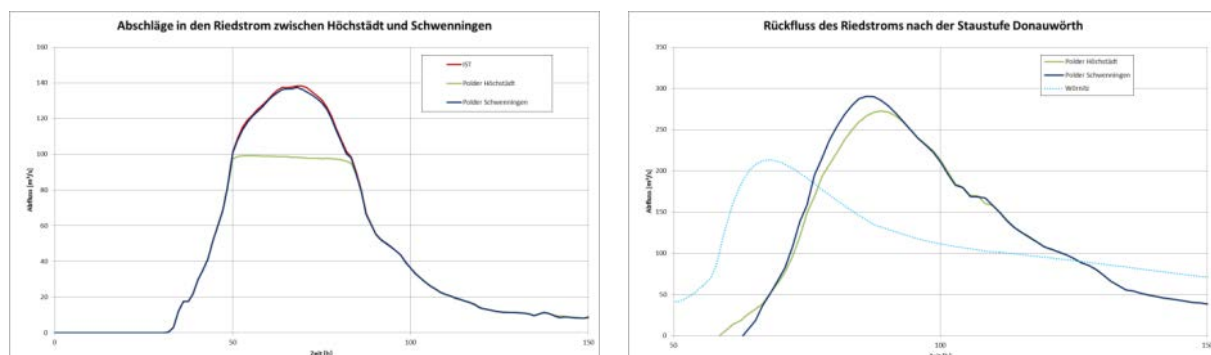 Abschläge in den Riedstrom zwischen Höchstädt und Schwenningen
160
140
120
100
80
60
40
20
0
0
50
100
150
Abfluss [m³/s]
Zeit [h]
IST
Polder Höchstädt
Polder Schwenningen
Rückfluss des Riedstroms nach der Staustufe Donauwörth
350
300
250
200
150
100
50
0
50
100
150
Abfluss [m³/s]
Zeit [h]
Polder Höchstädt
Polder Schwenningen
Wörnitz